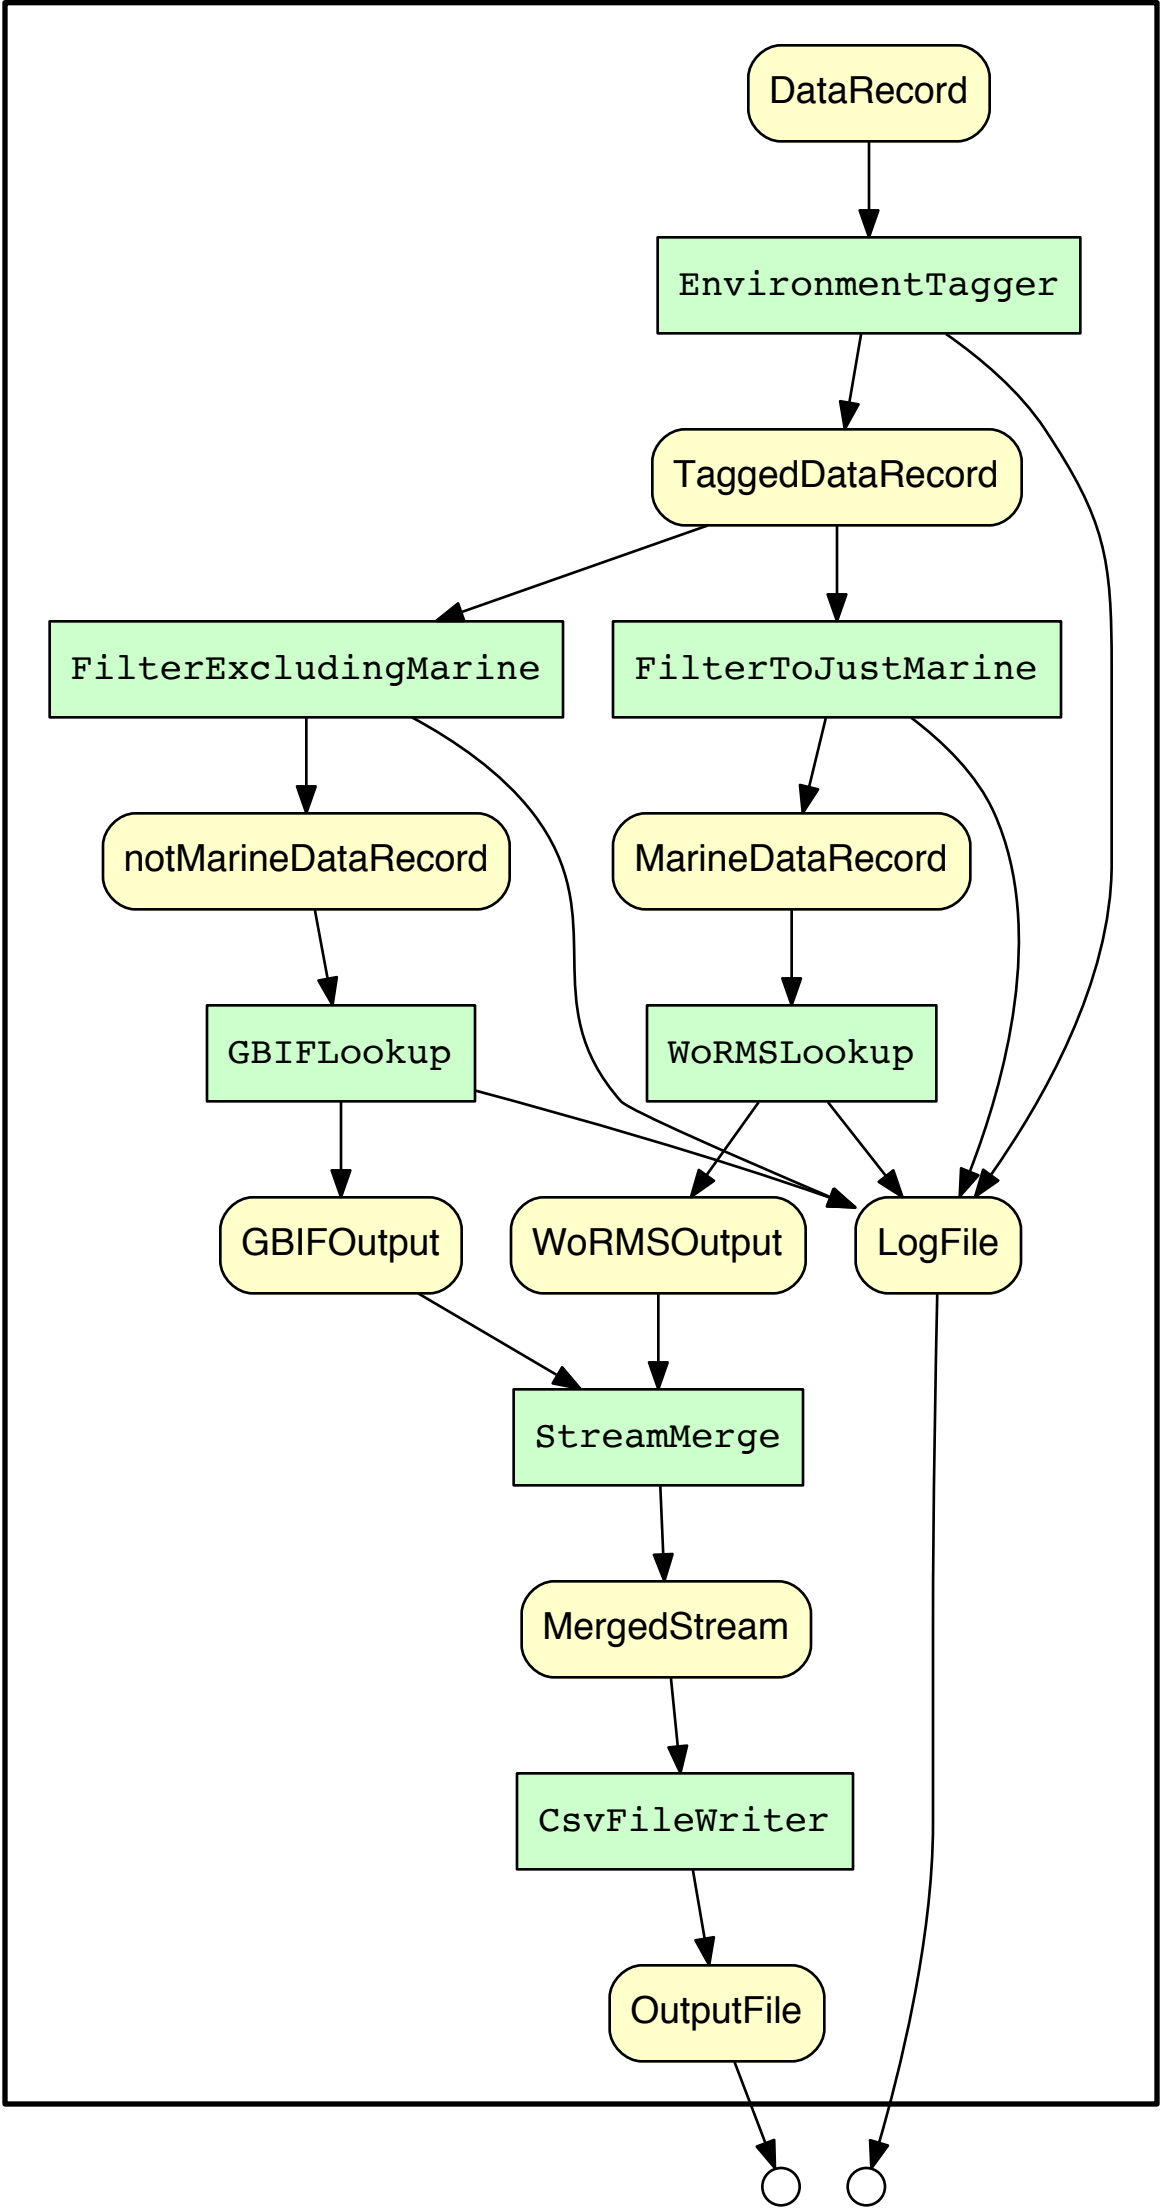 DataRecord
EnvironmentTagger
TaggedDataRecord
FilterExcludingMarine
FilterToJustMarine
notMarineDataRecord
MarineDataRecord
GBIFLookup
WoRMSLookup
GBIFOutput
WoRMSOutput
LogFile
StreamMerge
MergedStream
CsvFileWriter
OutputFile